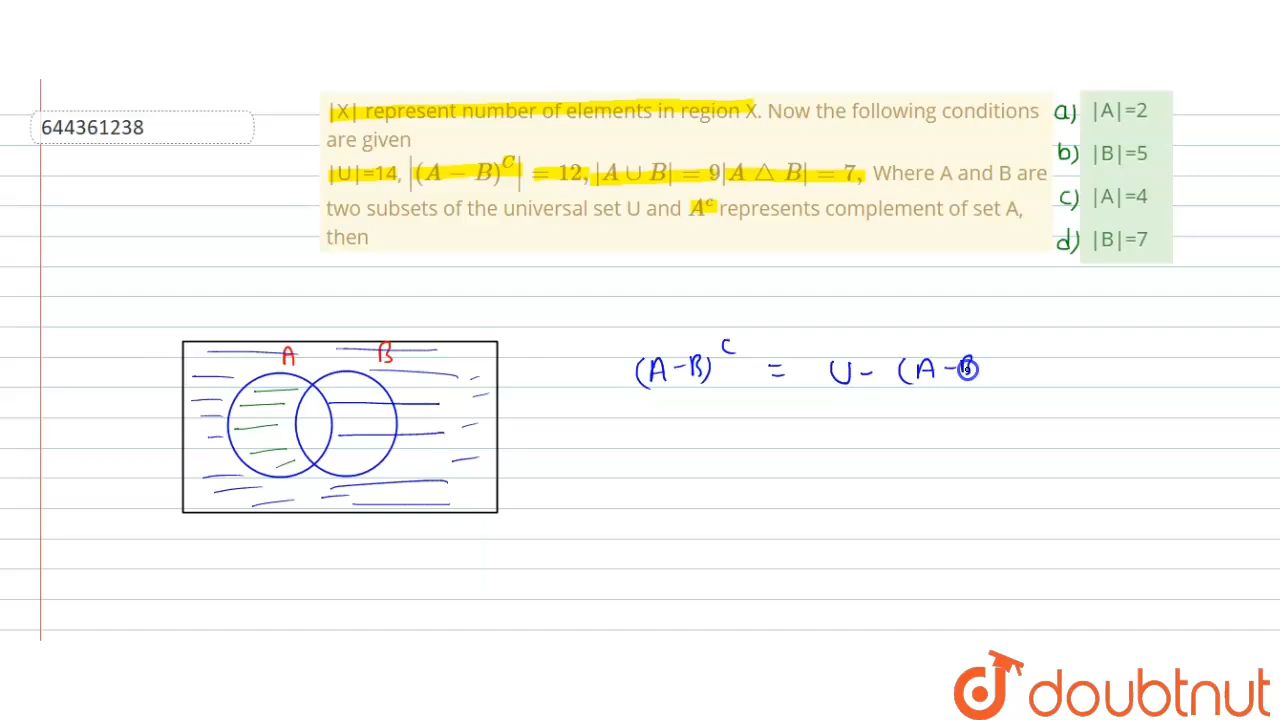 644361238
|X| represent number of elements in region X. Now the following conditions
are given
|U|=14, |(A − B)^C| = 12, |A ∪ B| = 9|A △ B| = 7, Where A and B are
two subsets of the universal set U and A^c represents complement of set A,
then
a) |A|=2
b) |B|=5
c) |A|=4
d) |B|=7
A B
(A-B)^C = U - (A - B
doubtnut